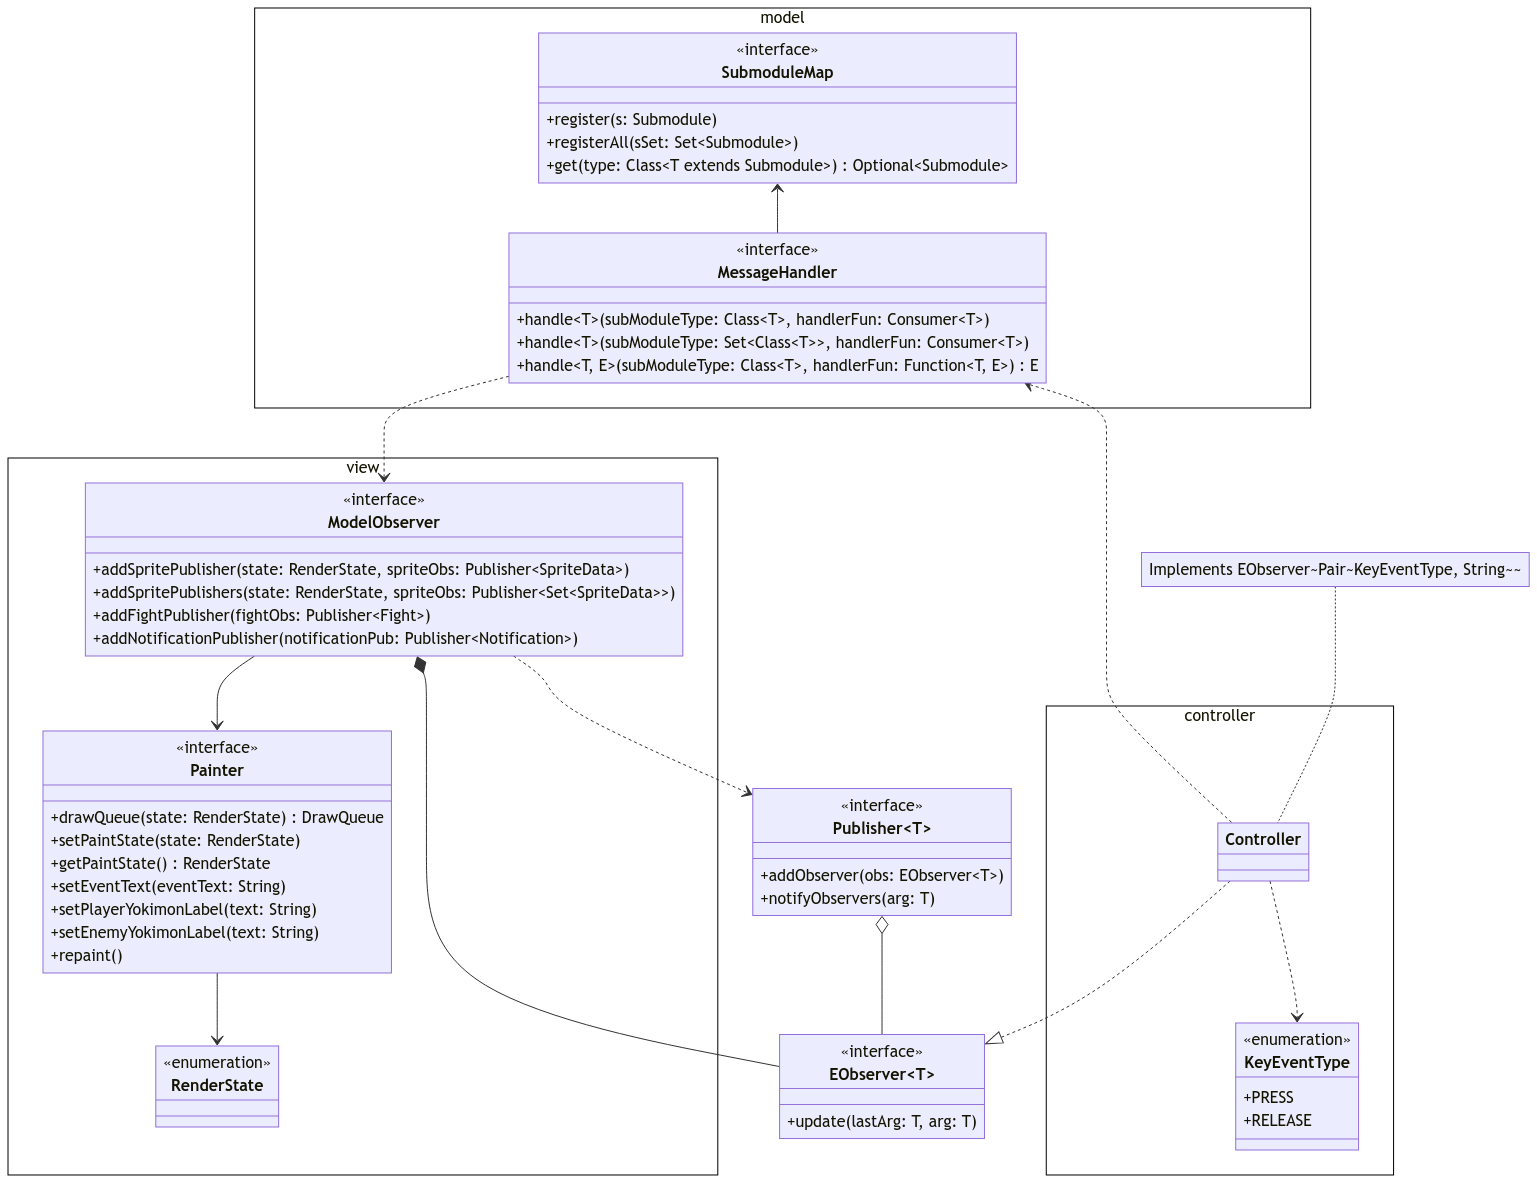 model
«interface»
SubmoduleMap
+register(s: Submodule)
+registerAll(sSet: Set<Submodule>)
+get(type: Class<T extends Submodule>) : Optional<Submodule>
«interface»
MessageHandler
+handle<T>(subModuleType: Class<T>, handlerFun: Consumer<T>)
+handle<T>(subModuleType: Set<Class<T>>, handlerFun: Consumer<T>)
+handle<T, E>(subModuleType: Class<T>, handlerFun: Function<T, E>) : E
view
«interface»
ModelObserver
+addSpritePublisher(state: RenderState, spriteObs: Publisher<SpriteData>)
+addSpritePublishers(state: RenderState, spriteObs: Publisher<Set<SpriteData>>)
+addFightPublisher(fightObs: Publisher<Fight>)
+addNotificationPublisher(notificationPub: Publisher<Notification>)
Implements EObserver~Pair~KeyEventType, String~~
«interface»
Painter
+drawQueue(state: RenderState) : DrawQueue
+setPaintState(state: RenderState)
+getPaintState() : RenderState
+setEventText(eventText: String)
+setPlayerYokimonLabel(text: String)
+setEnemyYokimonLabel(text: String)
+repaint()
«interface»
Publisher<T>
+addObserver(obs: EObserver<T>)
+notifyObservers(arg: T)
controller
Controller
«enumeration»
RenderState
«interface»
EObserver<T>
+update(lastArg: T, arg: T)
«enumeration»
KeyEventType
+PRESS
+RELEASE